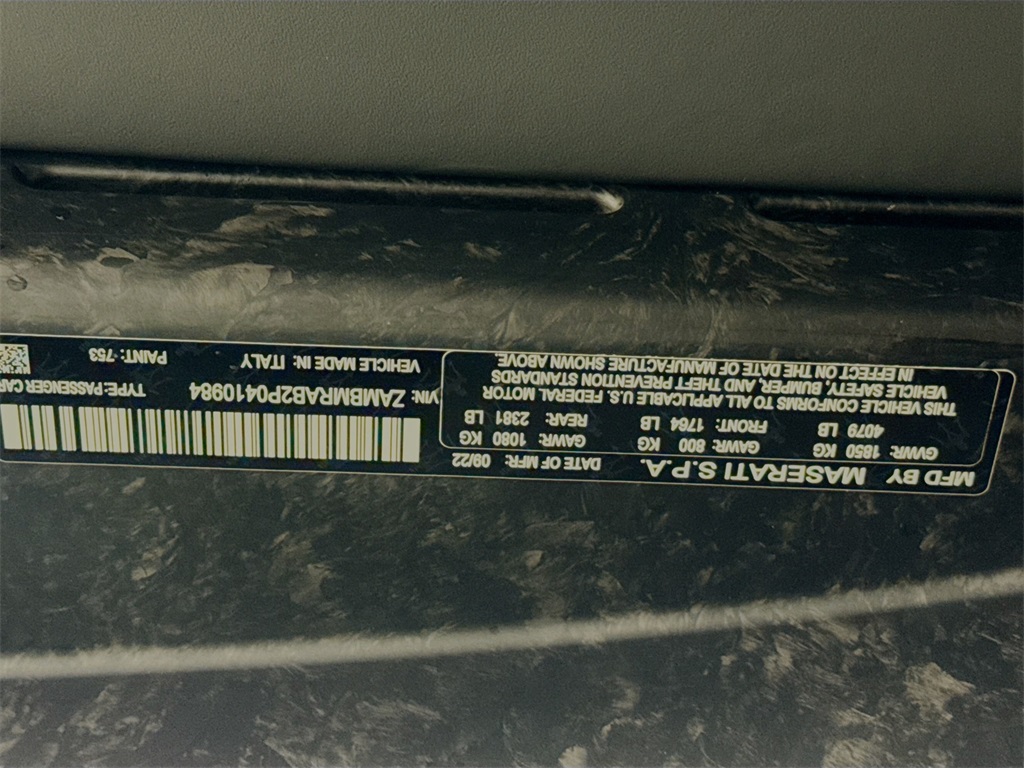 MFD BY MASERATI S.P.A. DATE OF MFR: 09/22
GVWR: 1850 KG GAWR: 800 KG GAWR: 1080 KG
4079 LB FRONT: 1764 LB REAR: 2381 LB
THIS VEHICLE CONFORMS TO ALL APPLICABLE U.S. FEDERAL MOTOR
VEHICLE SAFETY, BUMPER, AND THEFT PREVENTION STANDARDS
IN EFFECT ON THE DATE OF MANUFACTURE SHOWN ABOVE.
VIN: ZAMBMRAB2P0410984 TYPE: PASSENGER CAR
VEHICLE MADE IN: ITALY PAINT: 753